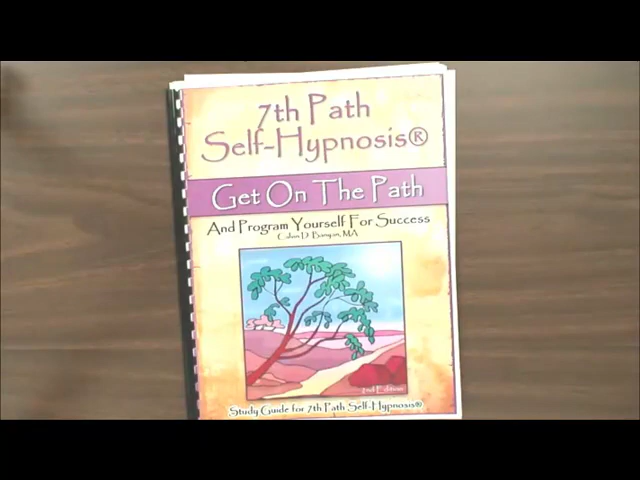 7th Path
Self-Hypnosis®
Get On The Path
And Program Yourself For Success
Calvin D. Banyan, MA
2nd Edition
Study Guide for 7th Path Self-Hypnosis®